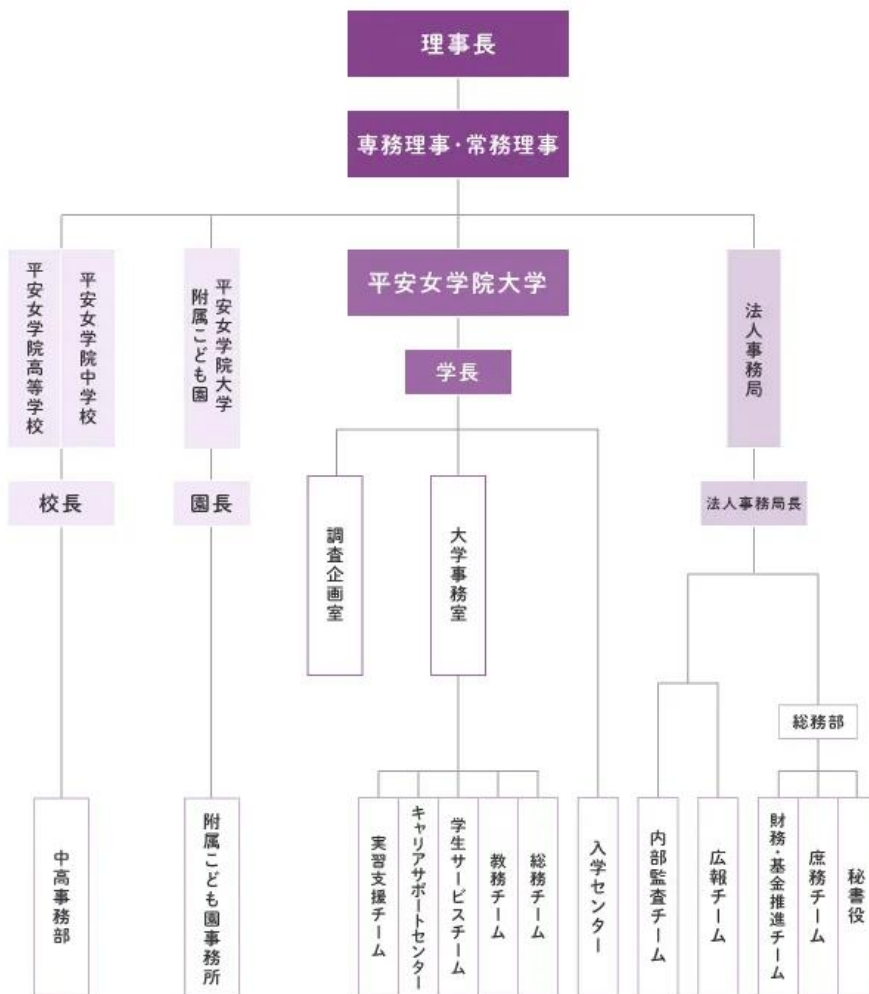 理事長
専務理事・常務理事
平安女学院高等学校
平安女学院中学校
平安女学院大学
附属こども園
平安女学院大学
法人事務局
学長
校長
園長
法人事務局長
調査企画室
大学事務室
総務部
中高事務部
附属こども園事務所
実習支援チーム
キャリアサポートセンター
学生サービスチーム
教務チーム
総務チーム
入学センター
内部監査チーム
広報チーム
財務・基金推進チーム
庶務チーム
秘書役